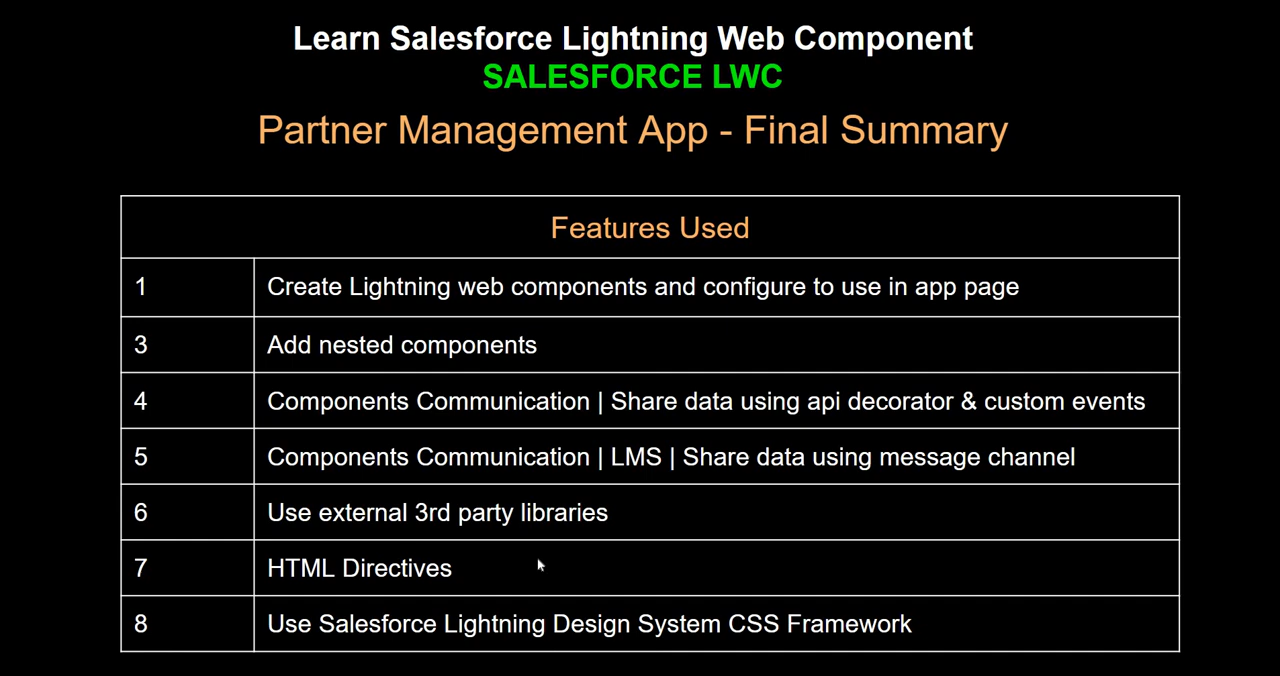 Learn Salesforce Lightning Web Component
SALESFORCE LWC
Partner Management App - Final Summary
Features Used
1 Create Lightning web components and configure to use in app page
3 Add nested components
4 Components Communication | Share data using api decorator & custom events
5 Components Communication | LMS | Share data using message channel
6 Use external 3rd party libraries
7 HTML Directives
8 Use Salesforce Lightning Design System CSS Framework